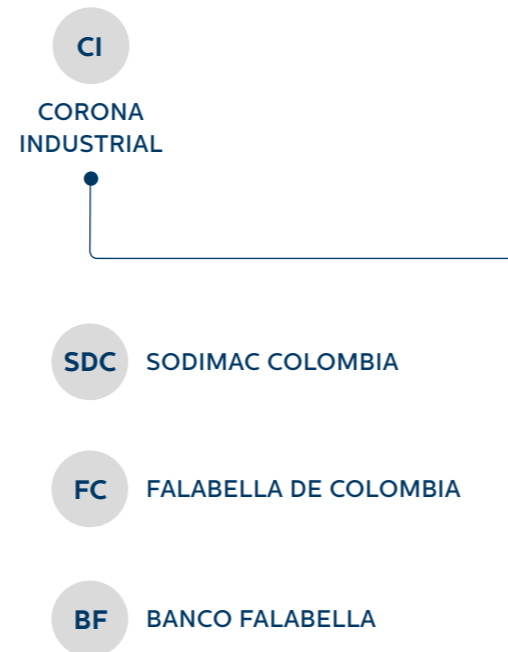 CI
CORONA
INDUSTRIAL
SDC SODIMAC COLOMBIA
FC FALABELLA DE COLOMBIA
BF BANCO FALABELLA